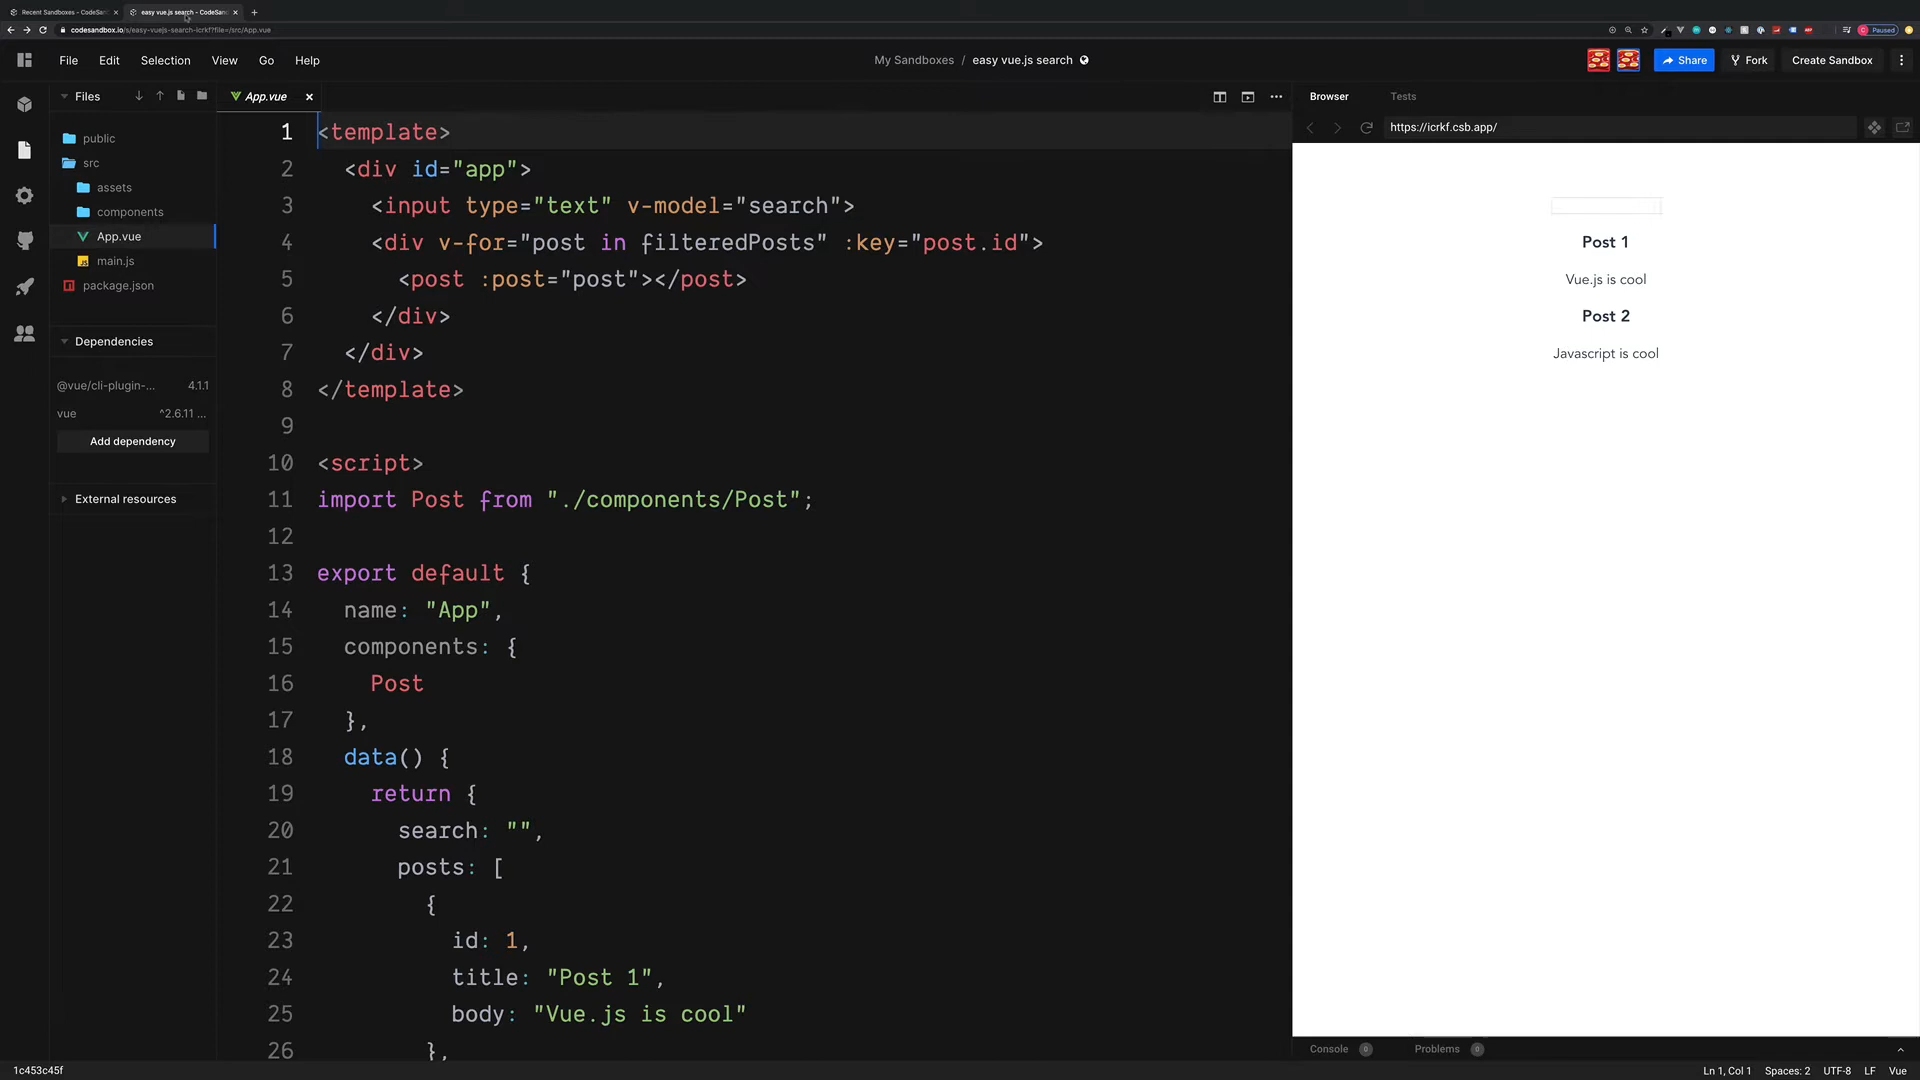 Recent Sandboxes - CodeSan
easy vue.js search - CodeSan
codesandbox.io/s/easy-vuejs-search-icrkf?file=/src/App.vue
Paused
File
Edit
Selection
View
Go
Help
My Sandboxes / easy vue.js search
Share
Fork
Create Sandbox
Files
public
src
assets
components
App.vue
main.js
package.json
Dependencies
@vue/cli-plugin-... 4.1.1
vue ^2.6.11 ...
Add dependency
External resources
App.vue
1 <template>
2 <div id="app">
3 <input type="text" v-model="search">
4 <div v-for="post in filteredPosts" :key="post.id">
5 <post :post="post"></post>
6 </div>
7 </div>
8 </template>
9
10 <script>
11 import Post from "./components/Post";
12
13 export default {
14 name: "App",
15 components: {
16 Post
17 },
18 data() {
19 return {
20 search: "",
21 posts: [
22 {
23 id: 1,
24 title: "Post 1",
25 body: "Vue.js is cool"
26 },
Browser
Tests
https://icrkf.csb.app/
Post 1
Vue.js is cool
Post 2
Javascript is cool
Console 0
Problems 0
1c453c45f
Ln 1, Col 1
Spaces: 2
UTF-8
LF
Vue